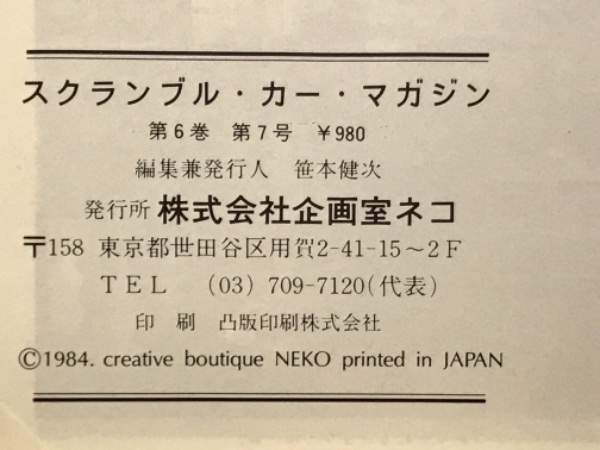 スクランブル・カー・マガジン
第6巻 第7号 ¥980
編集兼発行人 笹本健次
発行所 株式会社企画室ネコ
〒158 東京都世田谷区用賀2-41-15〜2F
TEL (03) 709-7120(代表)
印 刷 凸版印刷株式会社
©1984. creative boutique NEKO printed in JAPAN